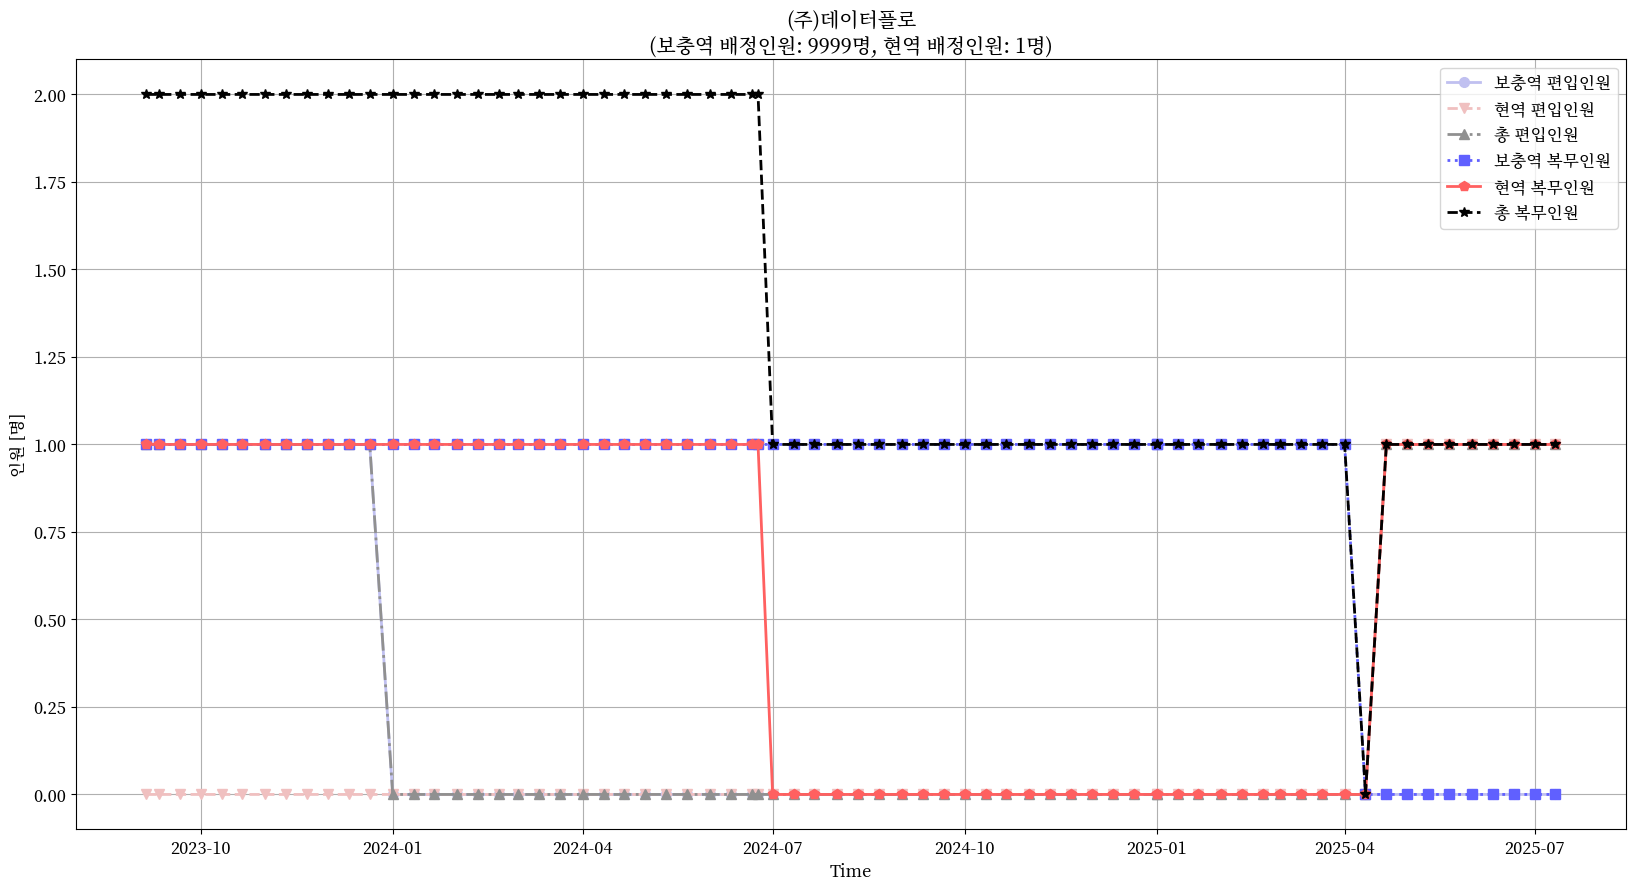 (주)데이터플로
(보충역 배정인원: 9999명, 현역 배정인원: 1명)
보충역 편입인원
현역 편입인원
총 편입인원
보충역 복무인원
현역 복무인원
총 복무인원
2.00
1.75
1.50
1.25
1.00
0.75
0.50
0.25
0.00
인원 [명]
2023-10
2024-01
2024-04
2024-07
2024-10
2025-01
2025-04
2025-07
Time